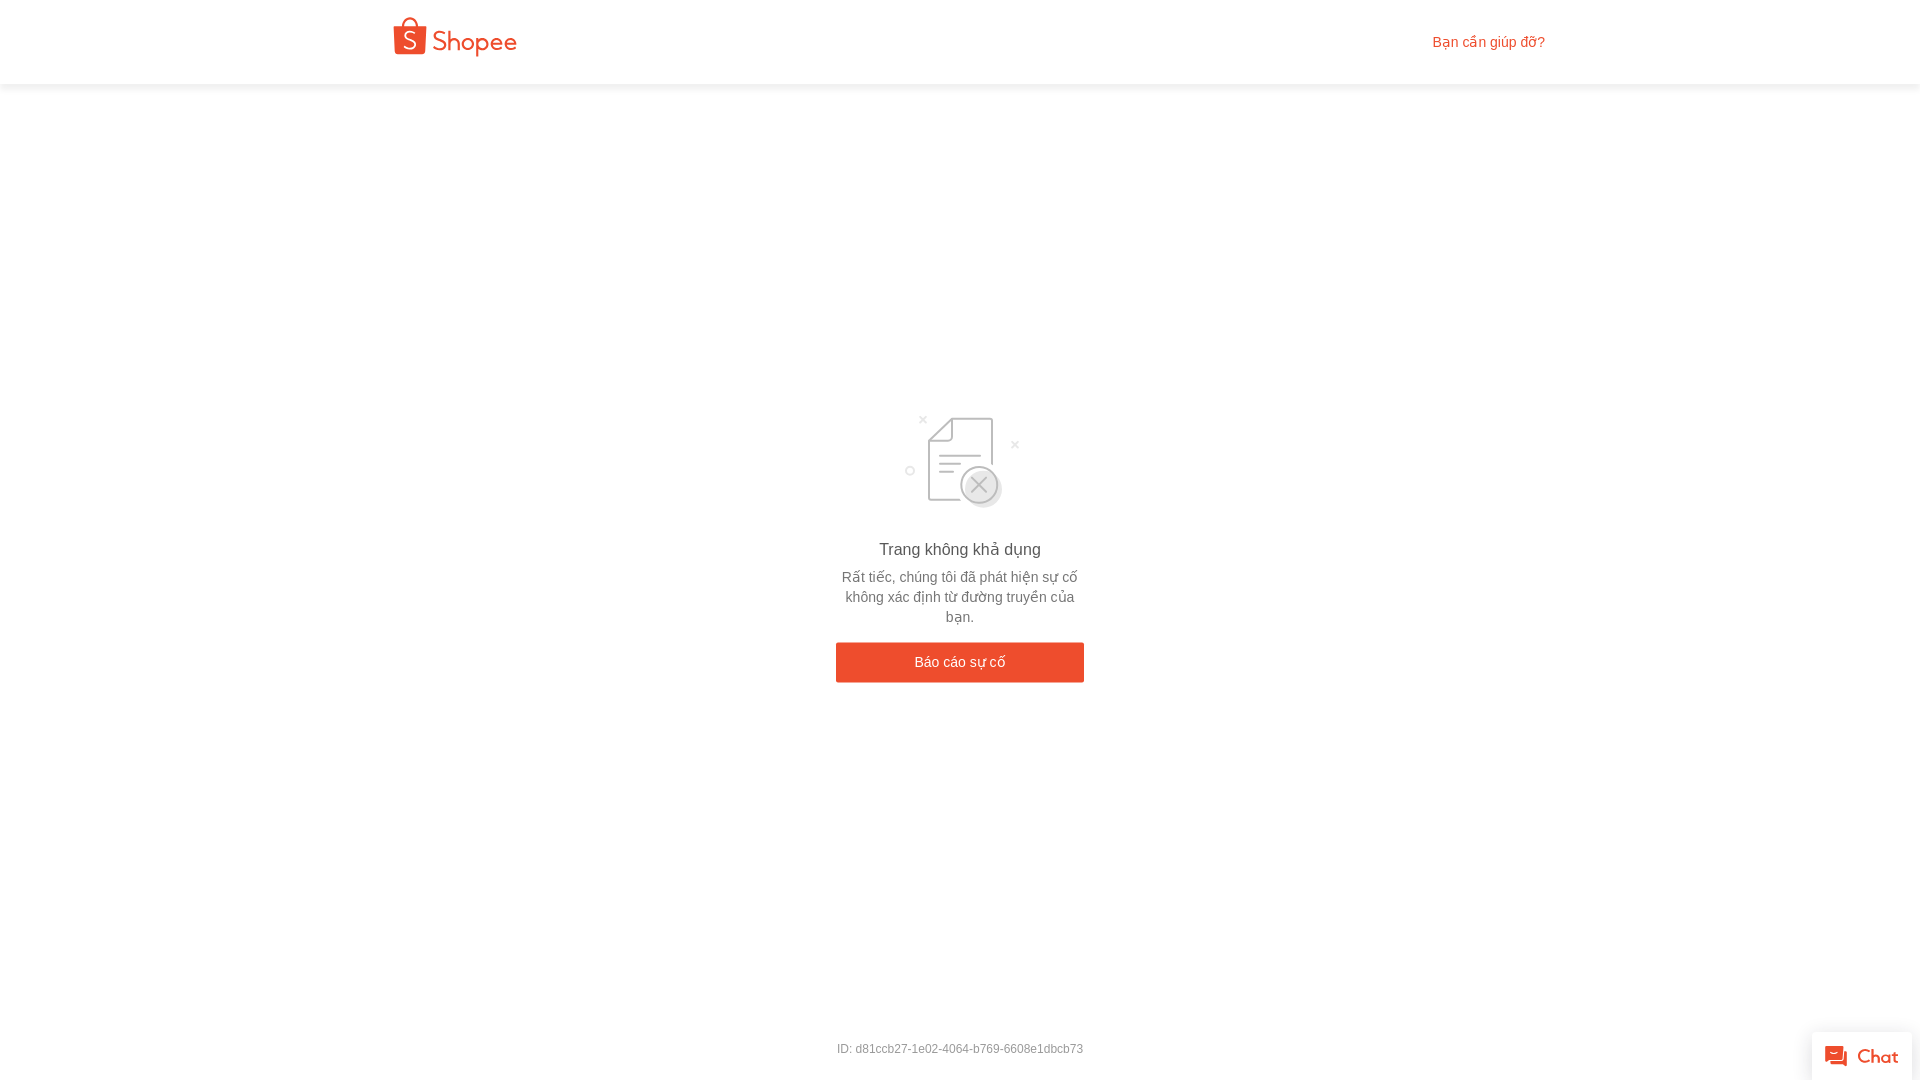 Shopee
Bạn cần giúp đỡ?
Trang không khả dụng
Rất tiếc, chúng tôi đã phát hiện sự cố
không xác định từ đường truyền của
bạn.
Báo cáo sự cố
ID: d81ccb27-1e02-4064-b769-6608e1dbcb73
Chat